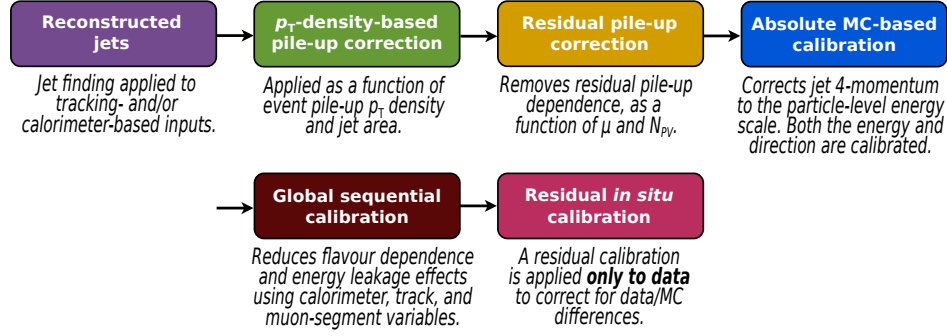 Reconstructed
jets
Jet finding applied to
tracking- and/or
calorimeter-based inputs.
pT-density-based
pile-up correction
Applied as a function of
event pile-up pT density
and jet area.
Residual pile-up
correction
Removes residual pile-up
dependence, as a
function of μ and NPV.
Absolute MC-based
calibration
Corrects jet 4-momentum
to the particle-level energy
scale. Both the energy and
direction are calibrated.
Global sequential
calibration
Reduces flavour dependence
and energy leakage effects
using calorimeter, track, and
muon-segment variables.
Residual in situ
calibration
A residual calibration
is applied only to data
to correct for data/MC
differences.